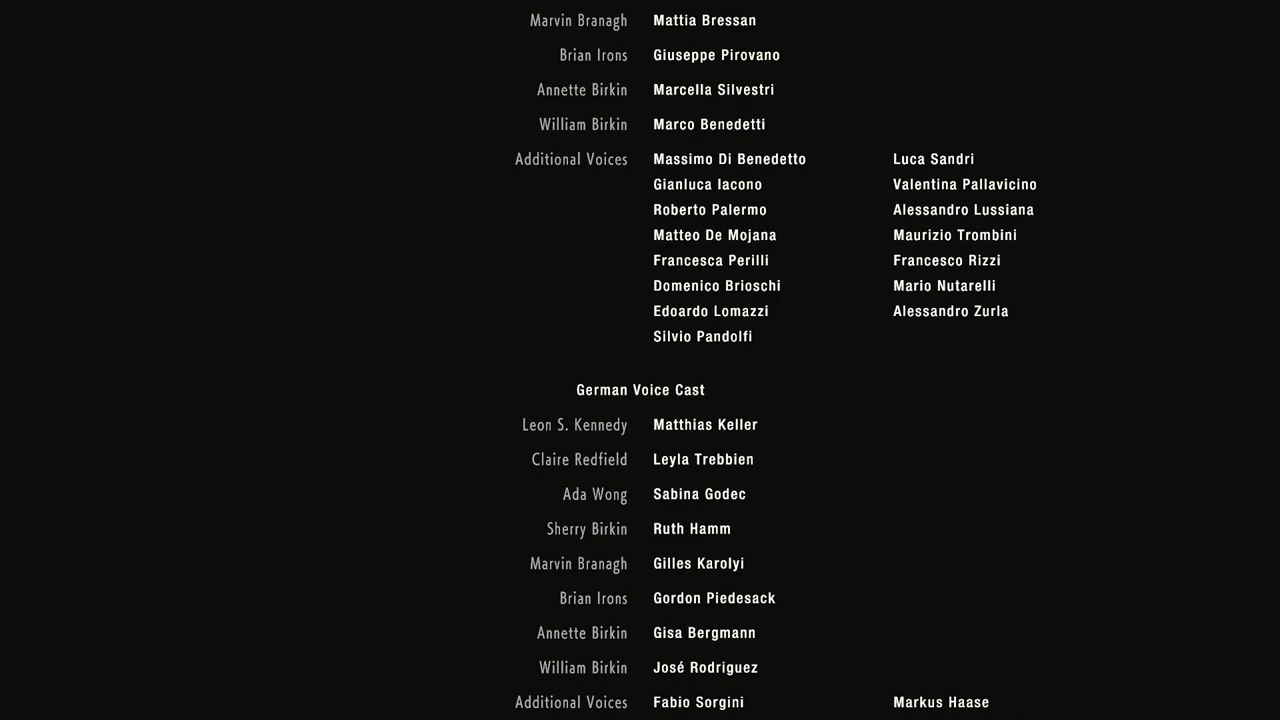 Marvin Branagh Mattia Bressan
Brian Irons Giuseppe Pirovano
Annette Birkin Marcella Silvestri
William Birkin Marco Benedetti
Additional Voices Massimo Di Benedetto Luca Sandri
Gianluca Iacono Valentina Pallavicino
Roberto Palermo Alessandro Lussiana
Matteo De Mojana Maurizio Trombini
Francesca Perilli Francesco Rizzi
Domenico Brioschi Mario Nutarelli
Edoardo Lomazzi Alessandro Zurla
Silvio Pandolfi
German Voice Cast
Leon S. Kennedy Matthias Keller
Claire Redfield Leyla Trebbien
Ada Wong Sabina Godec
Sherry Birkin Ruth Hamm
Marvin Branagh Gilles Karolyi
Brian Irons Gordon Piedesack
Annette Birkin Gisa Bergmann
William Birkin José Rodriguez
Additional Voices Fabio Sorgini Markus Haase